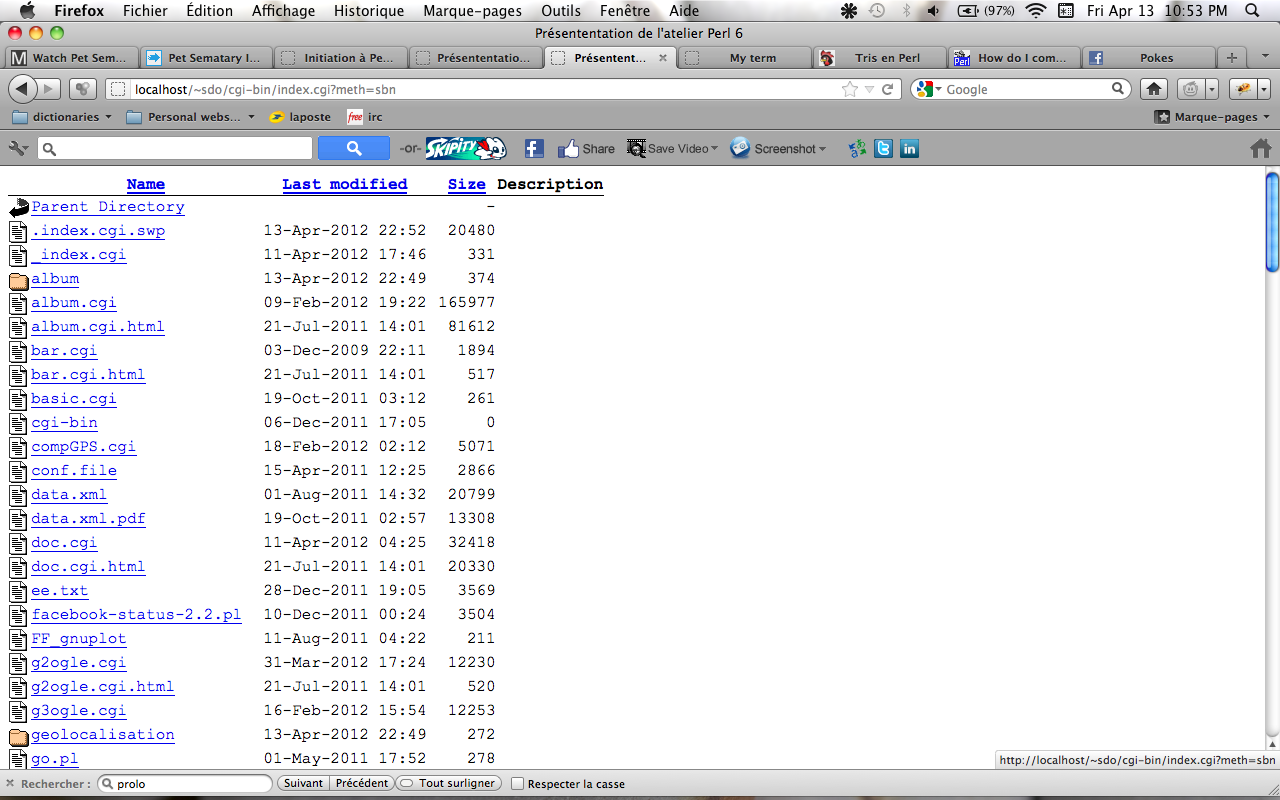 Firefox Fichier Édition Affichage Historique Marque-pages Outils Fenêtre Aide (97%) Fri Apr 13 10:53 PM
Présententation de l'atelier Perl 6
Watch Pet Sem... Pet Sematary I... Initiation à Pe... Présententatio... Présentent... My term Tris en Perl How do I com... Pokes
localhost/~sdo/cgi-bin/index.cgi?meth=sbn Google
dictionaries Personal webs... laposte free irc Marque-pages
-or- SKIPITY Share Save Video Screenshot
Name Last modified Size Description
Parent Directory -
.index.cgi.swp 13-Apr-2012 22:52 20480
_index.cgi 11-Apr-2012 17:46 331
album 13-Apr-2012 22:49 374
album.cgi 09-Feb-2012 19:22 165977
album.cgi.html 21-Jul-2011 14:01 81612
bar.cgi 03-Dec-2009 22:11 1894
bar.cgi.html 21-Jul-2011 14:01 517
basic.cgi 19-Oct-2011 03:12 261
cgi-bin 06-Dec-2011 17:05 0
compGPS.cgi 18-Feb-2012 02:12 5071
conf.file 15-Apr-2011 12:25 2866
data.xml 01-Aug-2011 14:32 20799
data.xml.pdf 19-Oct-2011 02:57 13308
doc.cgi 11-Apr-2012 04:25 32418
doc.cgi.html 21-Jul-2011 14:01 20330
ee.txt 28-Dec-2011 19:05 3569
facebook-status-2.2.pl 10-Dec-2011 00:24 3504
FF_gnuplot 11-Aug-2011 04:22 211
g2ogle.cgi 31-Mar-2012 17:24 12230
g2ogle.cgi.html 21-Jul-2011 14:01 520
g3ogle.cgi 16-Feb-2012 15:54 12253
geolocalisation 13-Apr-2012 22:49 272
go.pl 01-May-2011 17:52 278
http://localhost/~sdo/cgi-bin/index.cgi?meth=sbn
Rechercher : prolo Suivant Précédent Tout surligner Respecter la casse